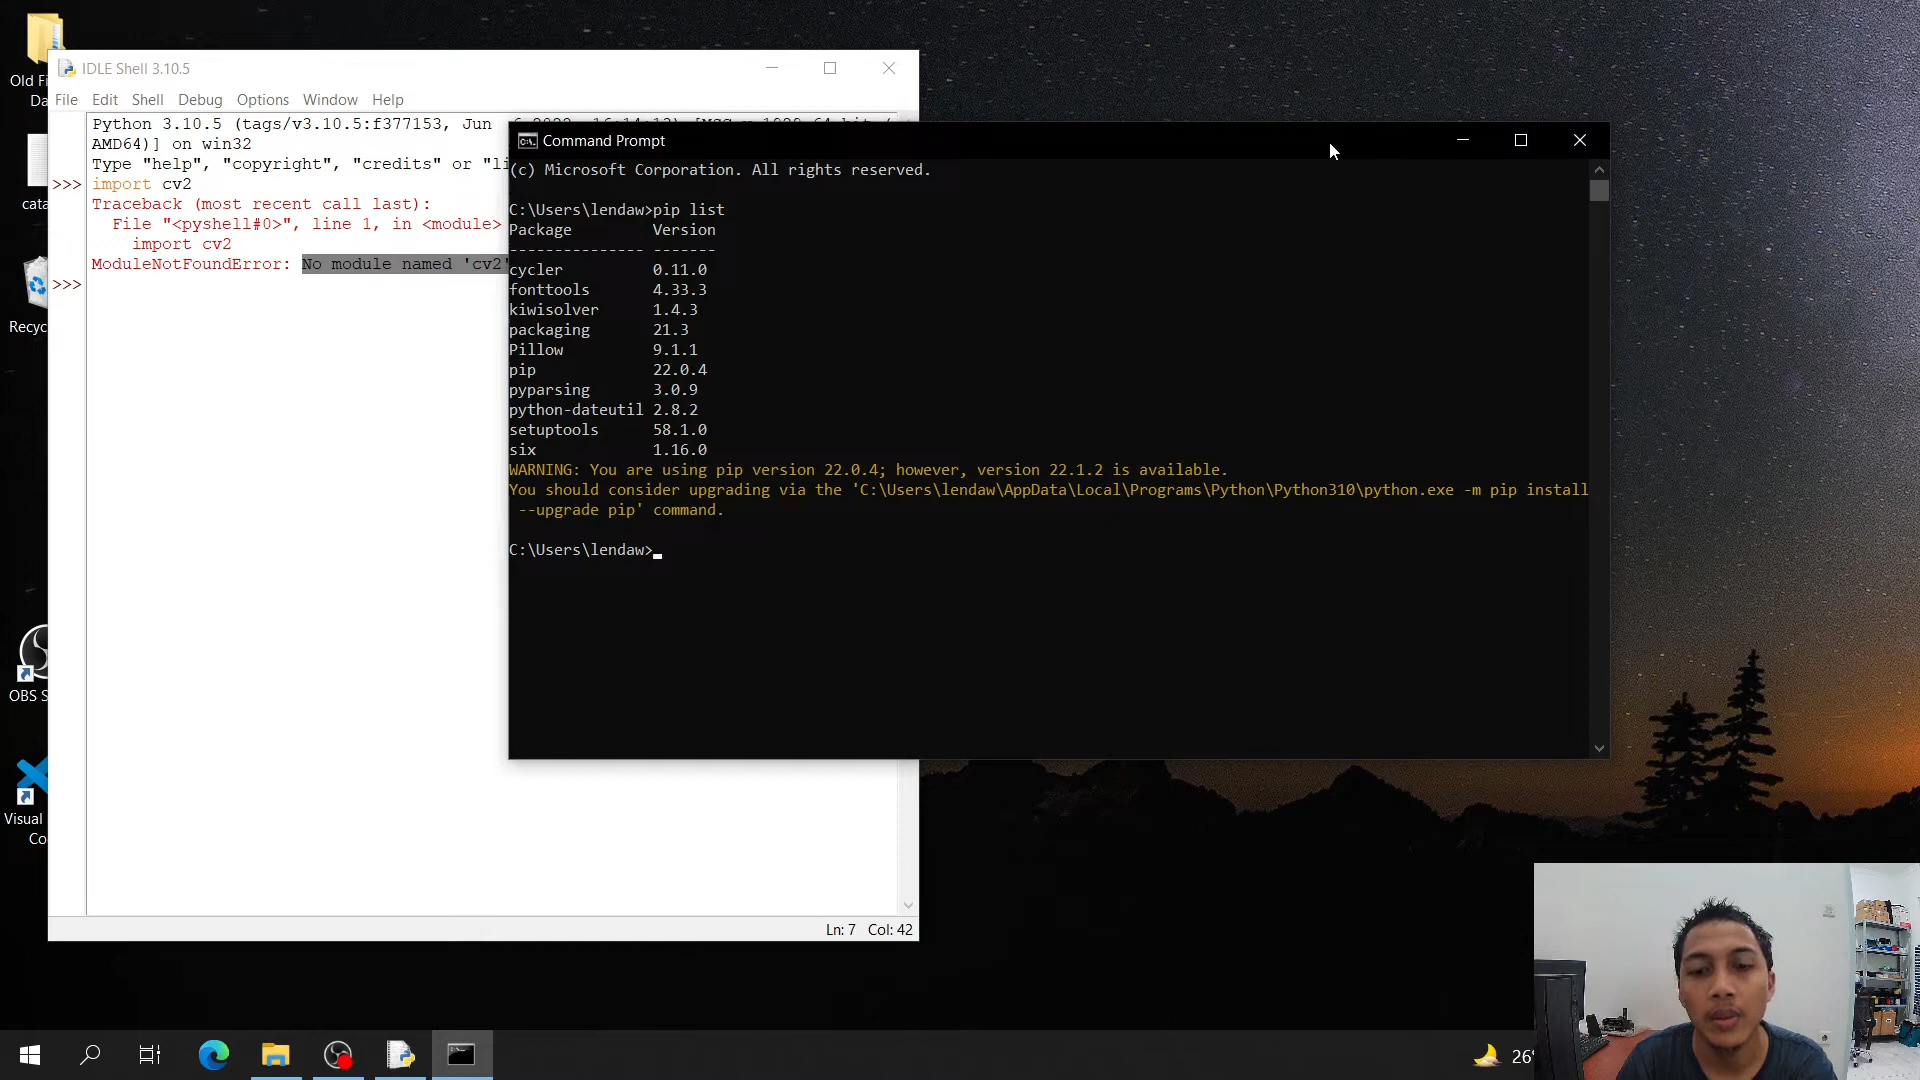 Old Fi
Da
cata
Recyc
OBS S
Visual
Co
IDLE Shell 3.10.5
File Edit Shell Debug Options Window Help
Python 3.10.5 (tags/v3.10.5:f377153, Jun
AMD64)] on win32
Type "help", "copyright", "credits" or "li
>>> import cv2
Traceback (most recent call last):
File "<pyshell#0>", line 1, in <module>
import cv2
ModuleNotFoundError: No module named 'cv2'
>>>
Ln: 7 Col: 42
Command Prompt
(c) Microsoft Corporation. All rights reserved.
C:\Users\lendaw>pip list
Package Version
--------------- -------
cycler 0.11.0
fonttools 4.33.3
kiwisolver 1.4.3
packaging 21.3
Pillow 9.1.1
pip 22.0.4
pyparsing 3.0.9
python-dateutil 2.8.2
setuptools 58.1.0
six 1.16.0
WARNING: You are using pip version 22.0.4; however, version 22.1.2 is available.
You should consider upgrading via the 'C:\Users\lendaw\AppData\Local\Programs\Python\Python310\python.exe -m pip install
--upgrade pip' command.
C:\Users\lendaw>
26°